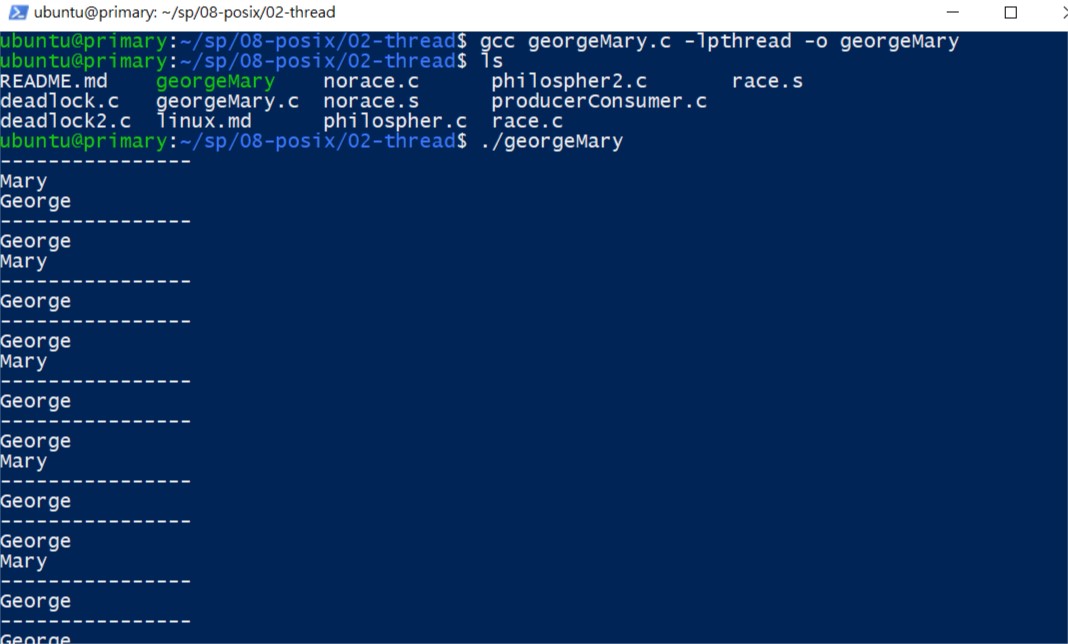 ubuntu@primary: ~/sp/08-posix/02-thread
ubuntu@primary:~/sp/08-posix/02-thread$ gcc georgeMary.c -lpthread -o georgeMary
ubuntu@primary:~/sp/08-posix/02-thread$ ls
README.md    georgeMary    norace.c      philospher2.c       race.s
deadlock.c   georgeMary.c  norace.s      producerConsumer.c
deadlock2.c  linux.md      philospher.c  race.c
ubuntu@primary:~/sp/08-posix/02-thread$ ./georgeMary
----------------
Mary
George
----------------
George
Mary
----------------
George
----------------
George
Mary
----------------
George
----------------
George
Mary
----------------
George
----------------
George
Mary
----------------
George
----------------
George